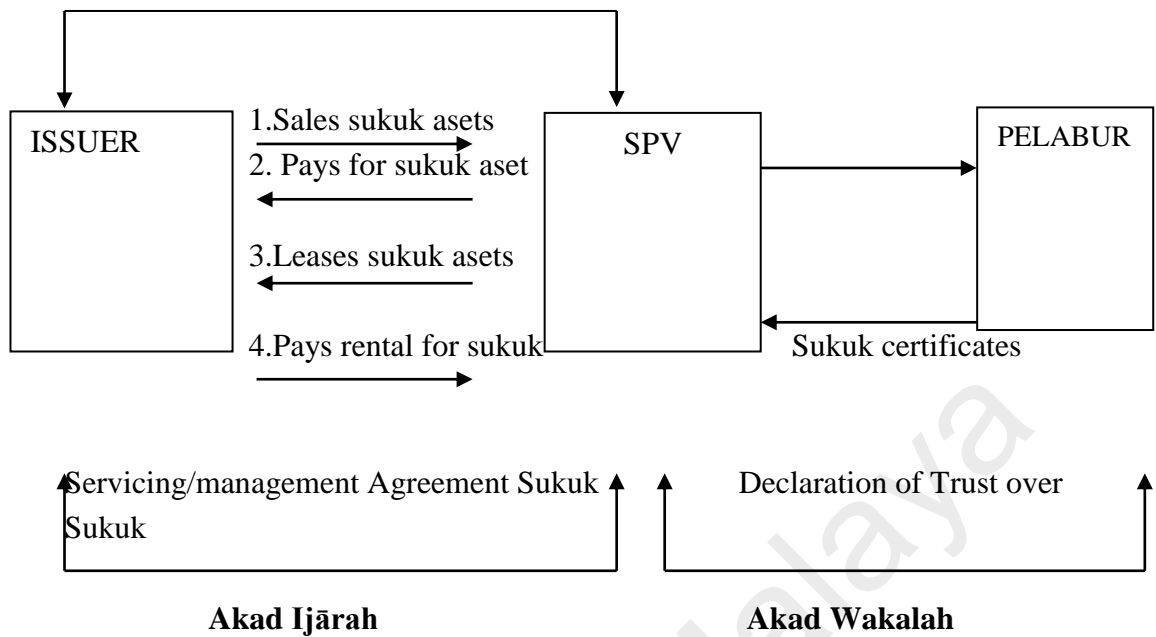 ISSUER
1.Sales sukuk asets
2. Pays for sukuk aset
3.Leases sukuk asets
4.Pays rental for sukuk
SPV
PELABUR
Sukuk certificates
Servicing/management Agreement Sukuk
Sukuk
Declaration of Trust over
Akad Ijārah
Akad Wakalah